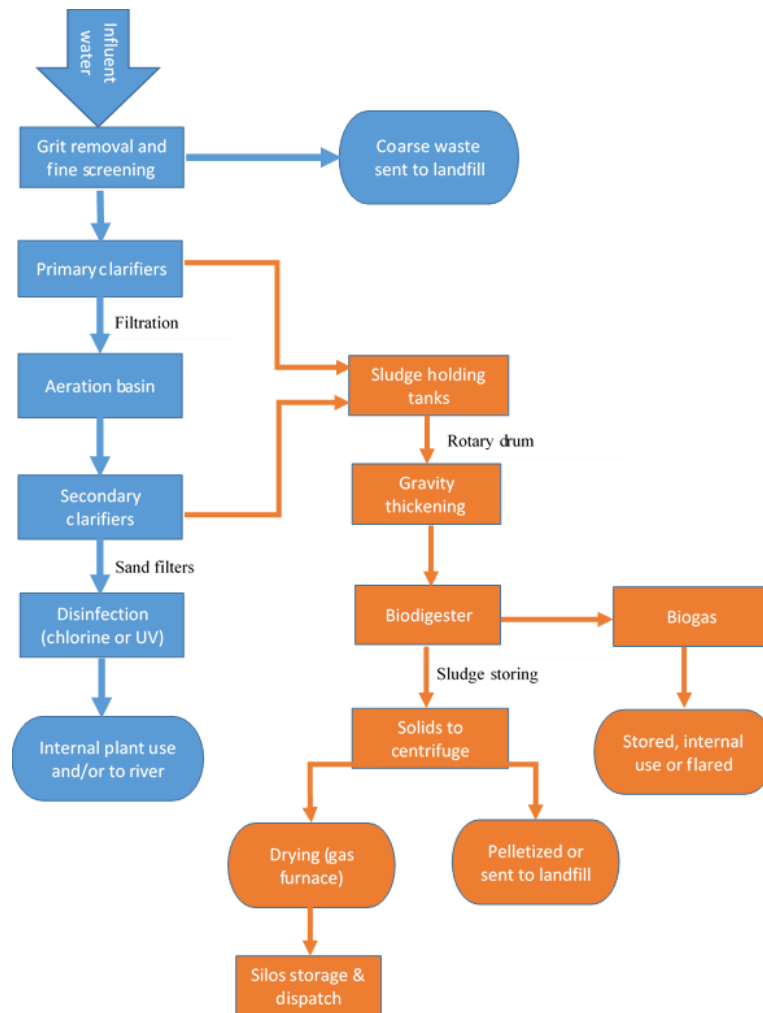 Influent
water
Grit removal and
fine screening
Coarse waste
sent to landfill
Primary clarifiers
Filtration
Aeration basin
Sludge holding
tanks
Rotary drum
Secondary
clarifiers
Gravity
thickening
Sand filters
Disinfection
(chlorine or UV)
Biodigester
Biogas
Sludge storing
Internal plant use
and/or to river
Solids to
centrifuge
Stored, internal
use or flared
Drying (gas
furnace)
Pelletized or
sent to landfill
Silos storage &
dispatch